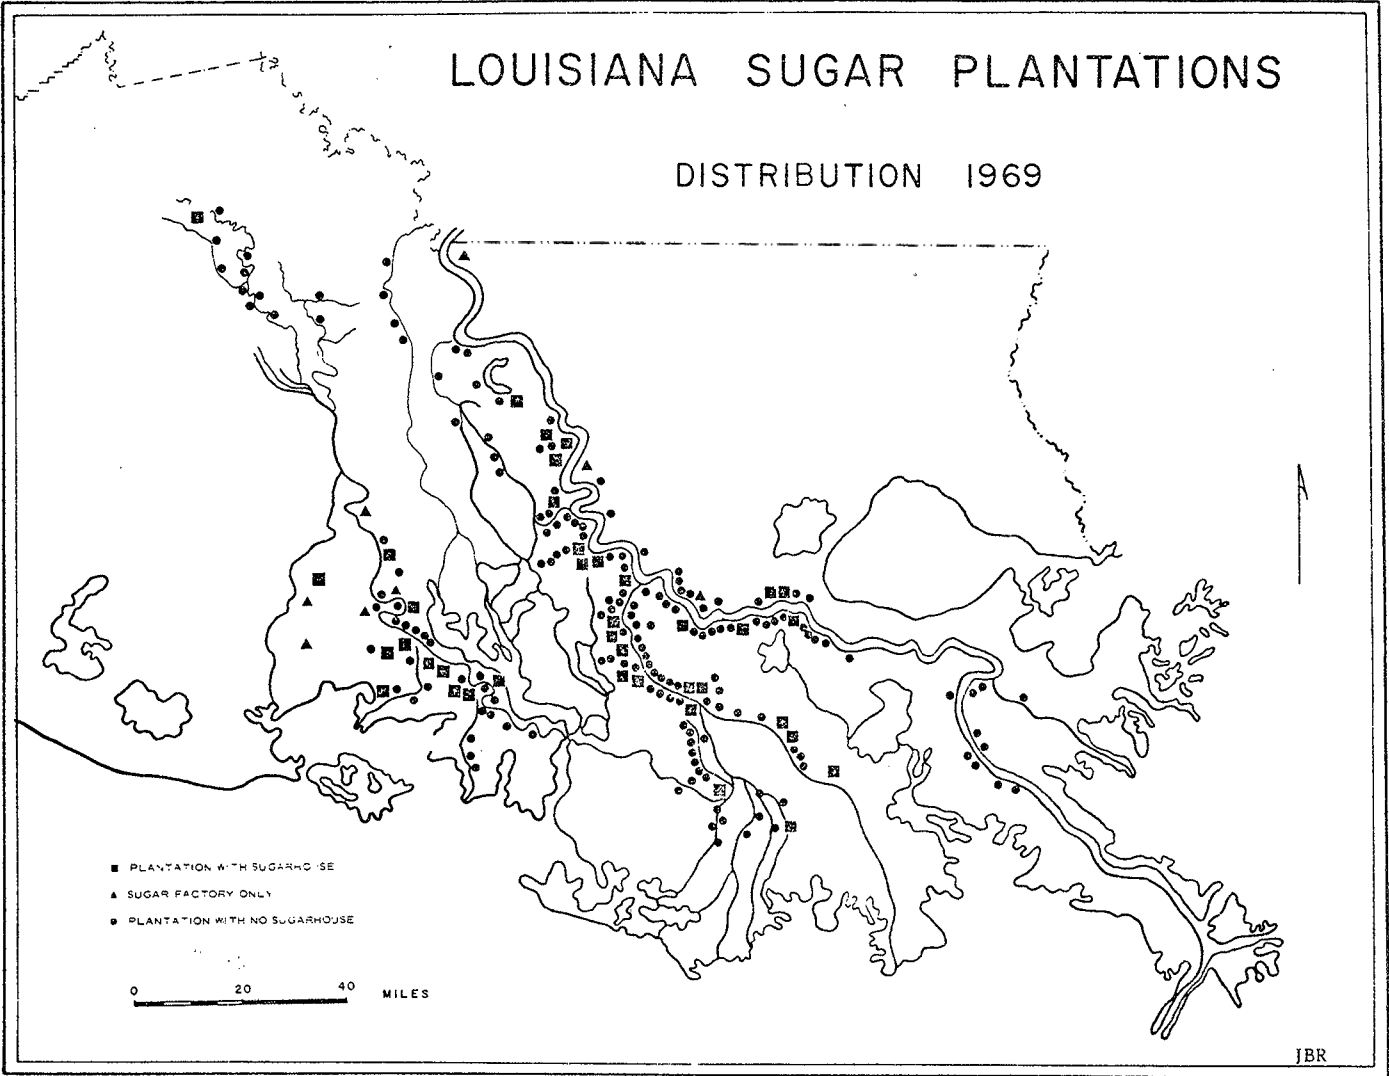 LOUISIANA SUGAR PLANTATIONS
DISTRIBUTION 1969
PLANTATION WITH SUGARHOUSE
SUGAR FACTORY ONLY
PLANTATION WITH NO SUGARHOUSE
0 20 40 MILES
JBR